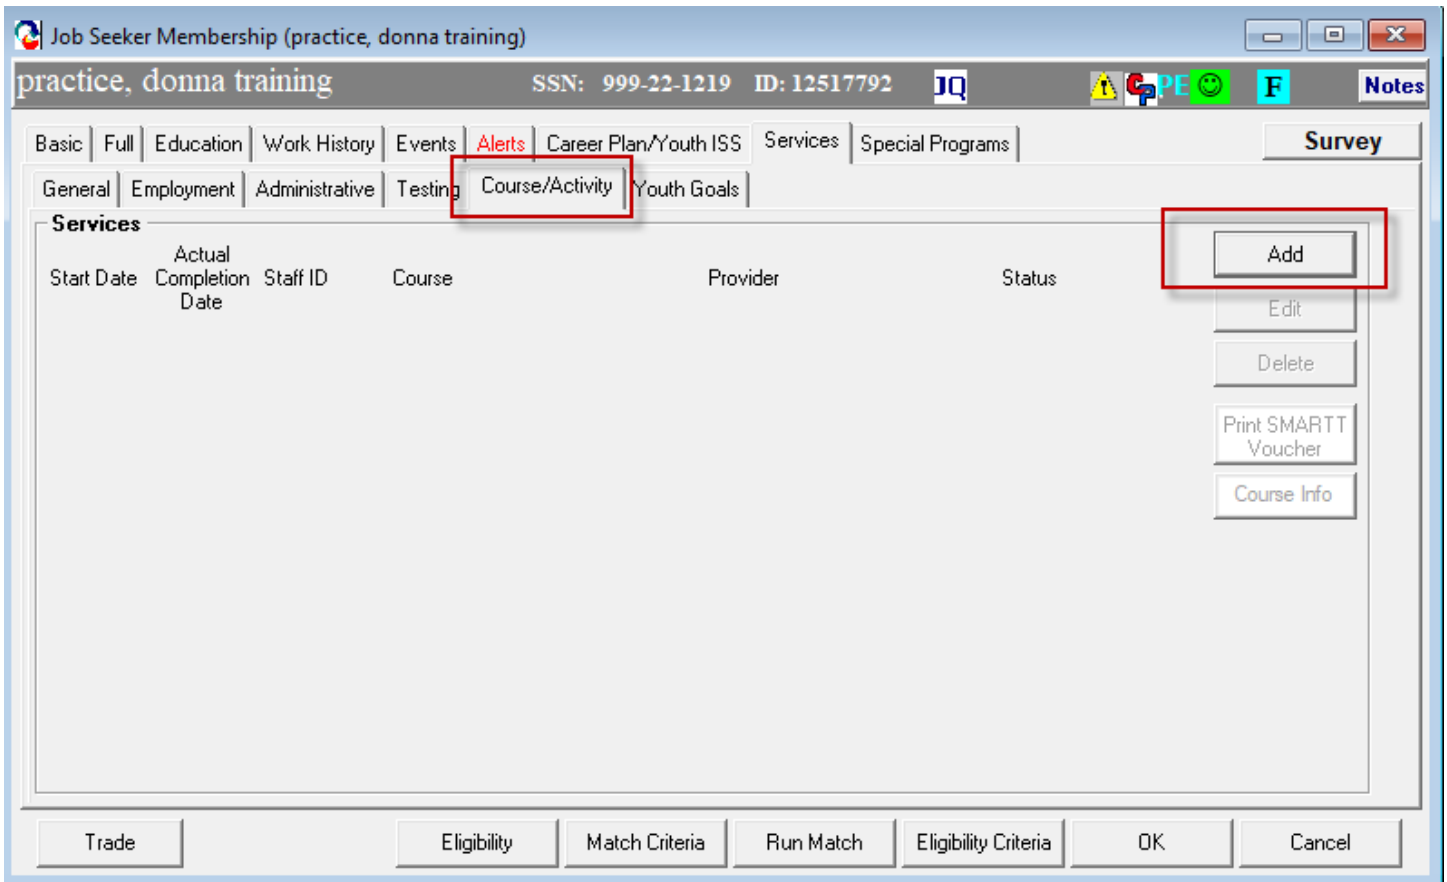 Job Seeker Membership (practice, donna training)
practice, donna training SSN: 999-22-1219 ID: 12517792 JQ CP PE F Notes
Basic Full Education Work History Events Alerts Career Plan/Youth ISS Services Special Programs Survey
General Employment Administrative Testing Course/Activity Youth Goals
Services
Start Date Actual Completion Date Staff ID Course Provider Status
Add
Edit
Delete
Print SMARTT
Voucher
Course Info
Trade Eligibility Match Criteria Run Match Eligibility Criteria OK Cancel